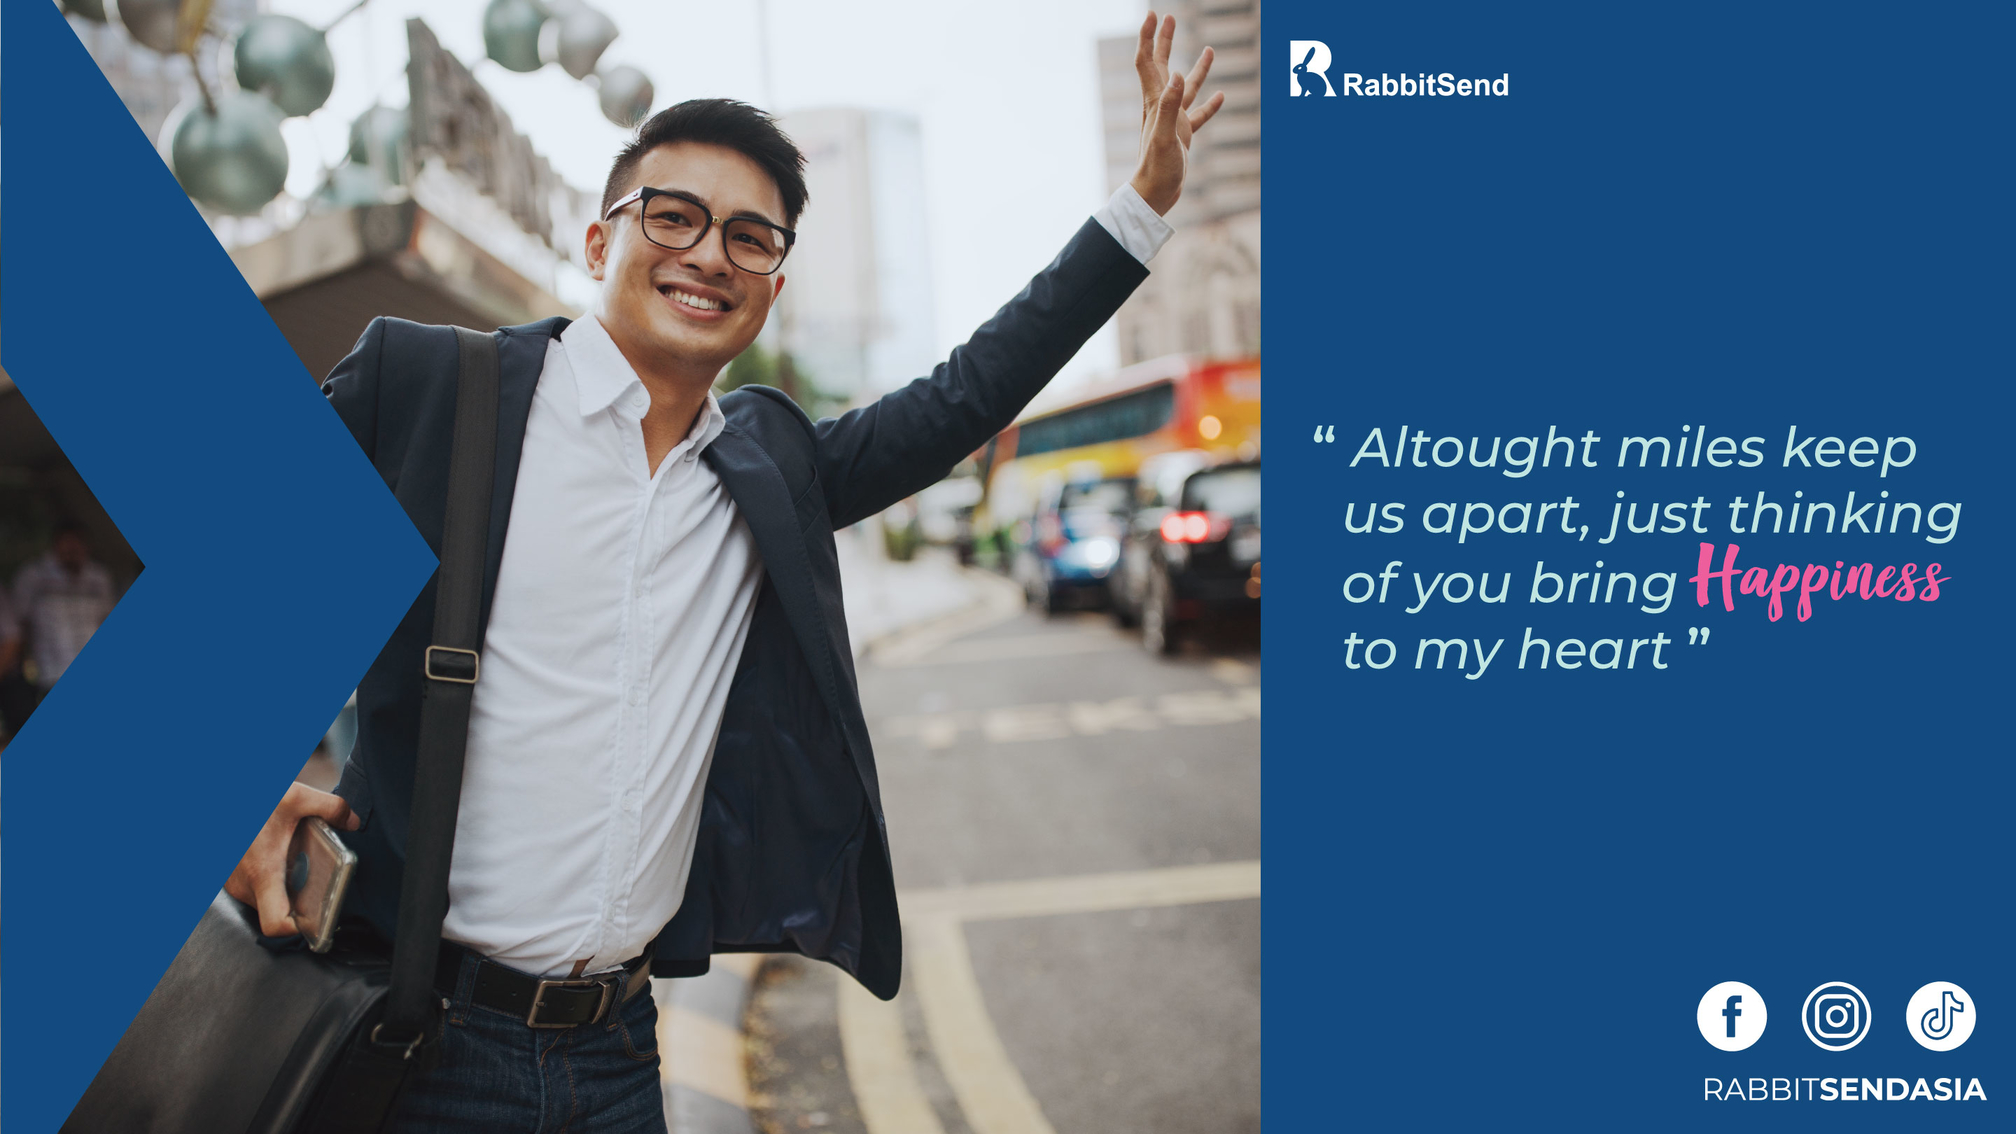 RabbitSend
“ Altought miles keep
us apart, just thinking
of you bring Happiness
to my heart ”
RABBITSENDASIA